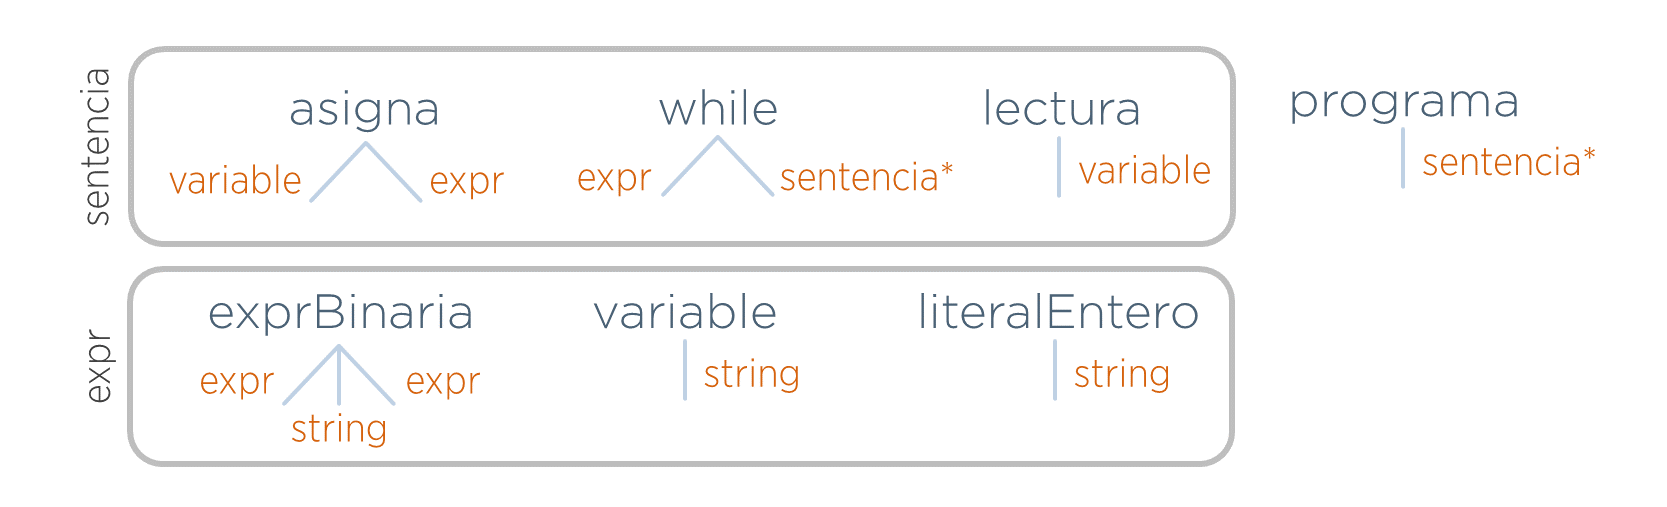 sentencia
asigna
variable expr
while
expr sentencia*
lectura
variable
programa
sentencia*
expr
exprBinaria
expr expr
string
variable
string
literalEntero
string